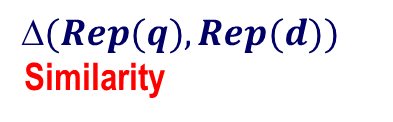 Δ(Rep(q), Rep(d))
Similarity